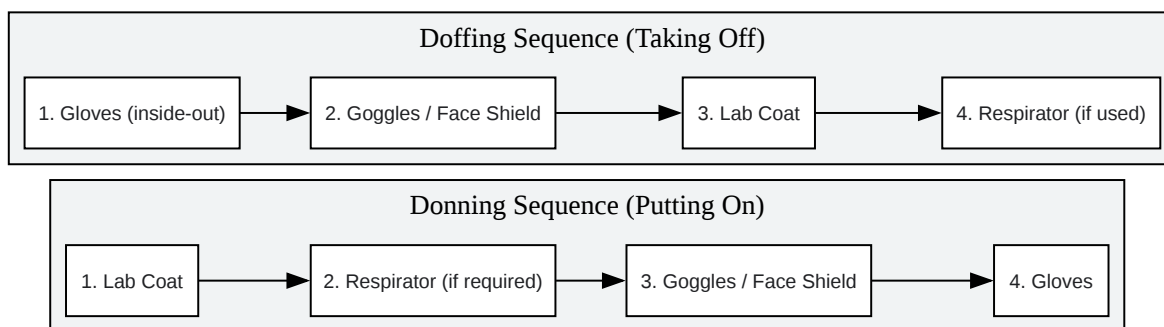 Doffing Sequence (Taking Off)
1. Gloves (inside-out)
2. Goggles / Face Shield
3. Lab Coat
4. Respirator (if used)
Donning Sequence (Putting On)
1. Lab Coat
2. Respirator (if required)
3. Goggles / Face Shield
4. Gloves